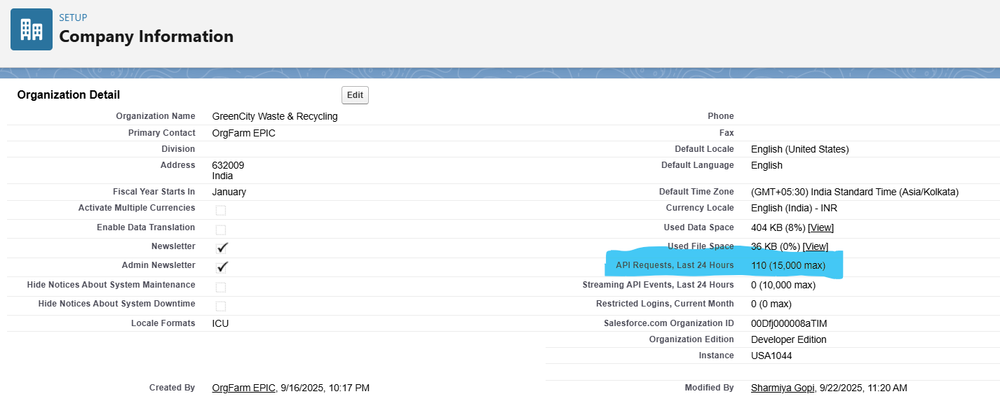 SETUP
Company Information
Organization Detail
Edit
Organization Name GreenCity Waste & Recycling
Primary Contact OrgFarm EPIC
Division
Address 632009
India
Fiscal Year Starts In January
Activate Multiple Currencies
Enable Data Translation
Newsletter
Admin Newsletter
Hide Notices About System Maintenance
Hide Notices About System Downtime
Locale Formats ICU
Created By OrgFarm EPIC, 9/16/2025, 10:17 PM
Phone
Fax
Default Locale English (United States)
Default Language English
Default Time Zone (GMT+05:30) India Standard Time (Asia/Kolkata)
Currency Locale English (India) - INR
Used Data Space 404 KB (8%) [View]
Used File Space 36 KB (0%) [View]
API Requests, Last 24 Hours 110 (15,000 max)
Streaming API Events, Last 24 Hours 0 (10,000 max)
Restricted Logins, Current Month 0 (0 max)
Salesforce.com Organization ID 00Dfj000008aTIM
Organization Edition Developer Edition
Instance USA1044
Modified By Sharmiya Gopi, 9/22/2025, 11:20 AM